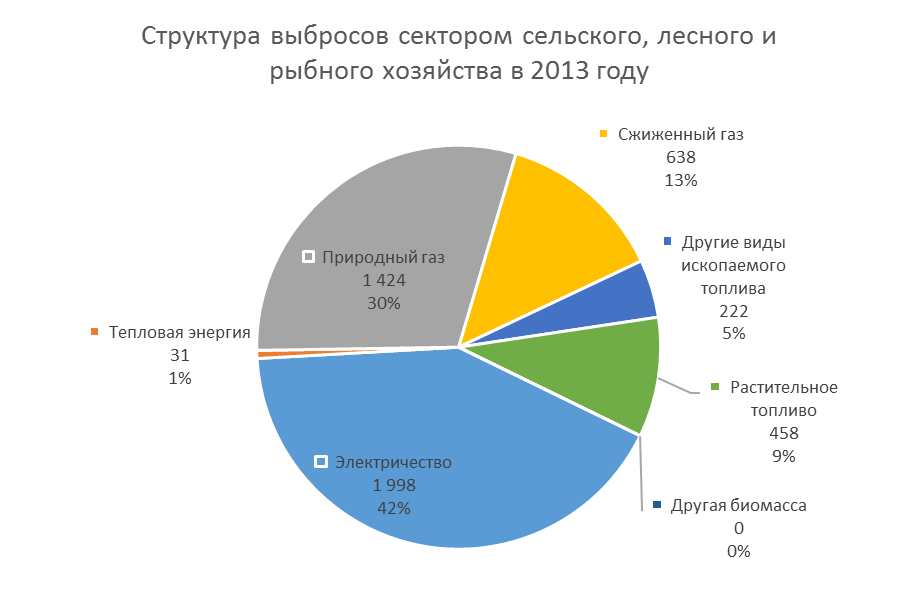 Структура выбросов сектором сельского, лесного и
рыбного хозяйства в 2013 году
Сжиженный газ
638
13%
Другие виды
ископаемого
топлива
222
5%
Природный газ
1 424
30%
Тепловая энергия
31
1%
Растительное
топливо
458
9%
Электричество
1 998
42%
Другая биомасса
0
0%